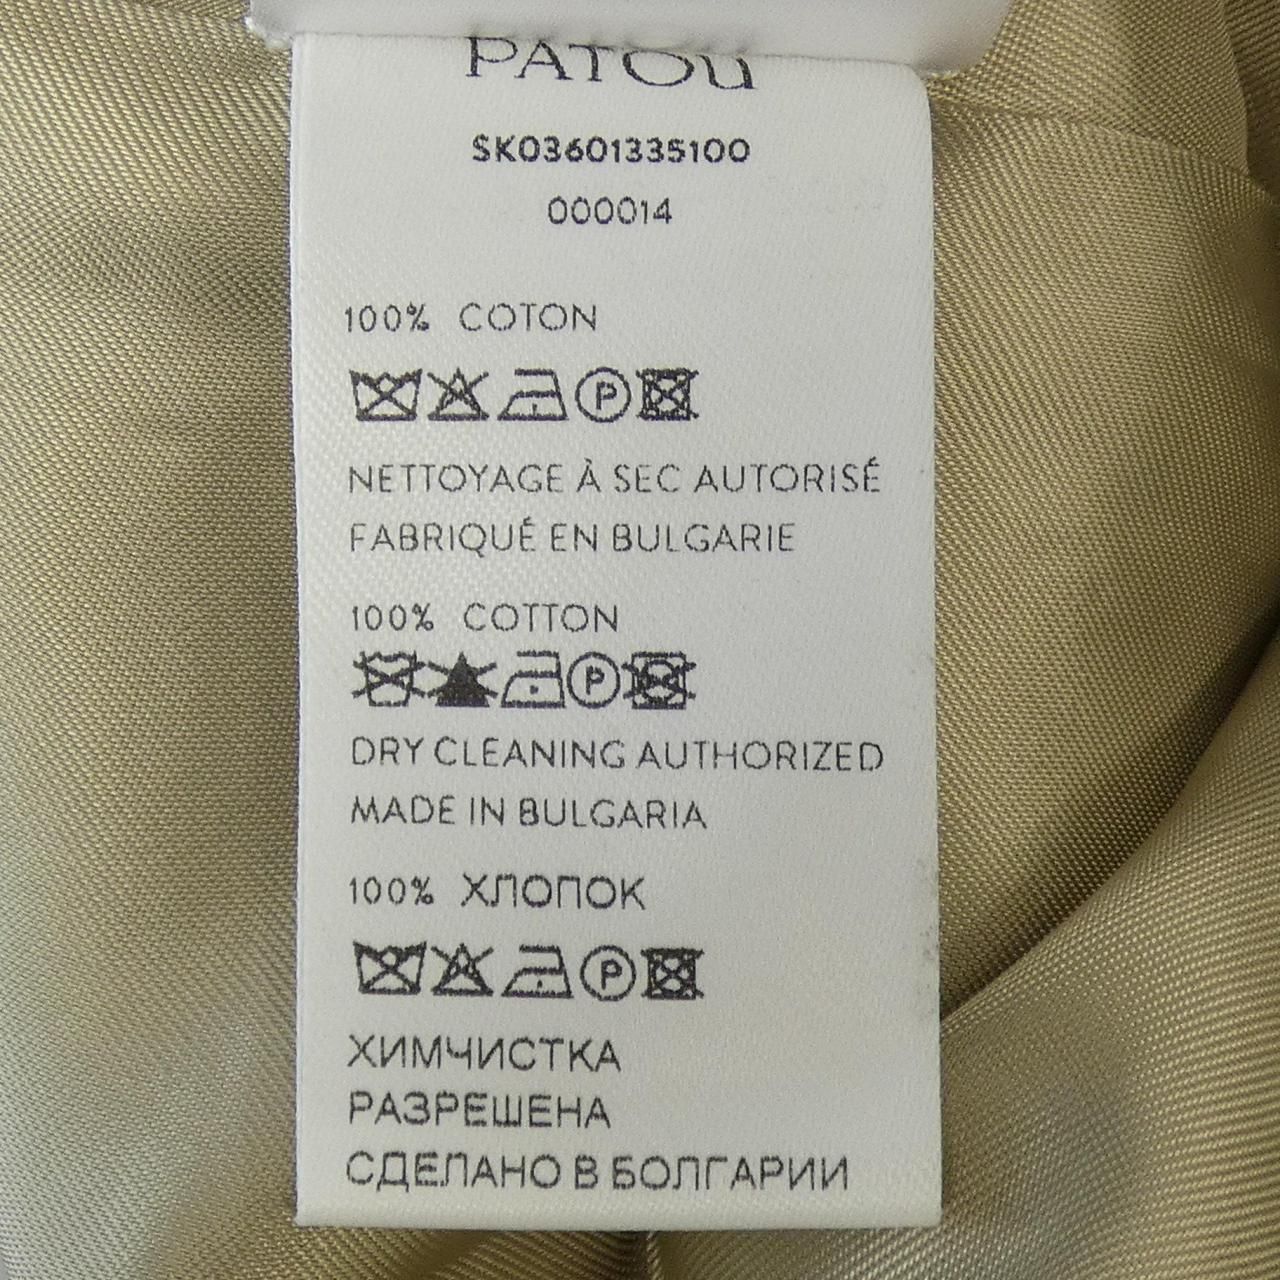 PATOU
SK03601335100
000014
100% COTON
NETTOYAGE À SEC AUTORISÉ
FABRIQUÉ EN BULGARIE
100% COTTON
DRY CLEANING AUTHORIZED
MADE IN BULGARIA
100% ХЛОПОК
ХИМЧИСТКА
РАЗРЕШЕНА
СДЕЛАНО В БОЛГАРИИ